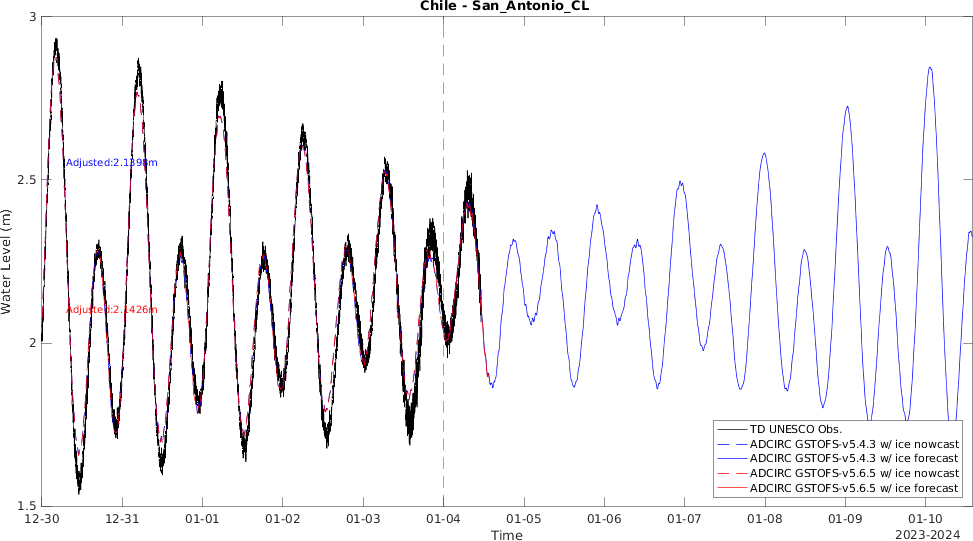 Chile - San_Antonio_CL
3
2.5
2
1.5
Water Level (m)
Adjusted:2.1398m
Adjusted:2.1426m
TD UNESCO Obs.
ADCIRC GSTOFS-v5.4.3 w/ ice nowcast
ADCIRC GSTOFS-v5.4.3 w/ ice forecast
ADCIRC GSTOFS-v5.6.5 w/ ice nowcast
ADCIRC GSTOFS-v5.6.5 w/ ice forecast
12-30 12-31 01-01 01-02 01-03 01-04 01-05 01-06 01-07 01-08 01-09 01-10
Time
2023-2024